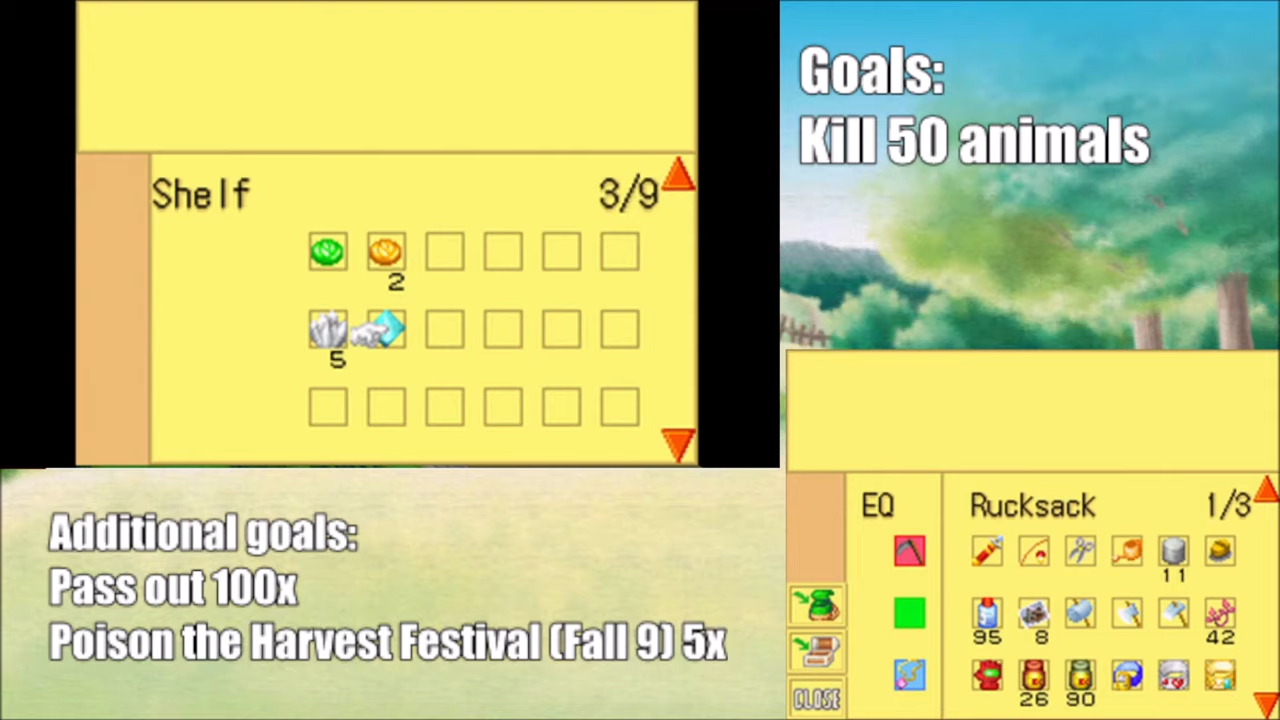 Shelf 3/9
2
5
Goals:
Kill 50 animals
EQ Rucksack 1/3
11
95 8 42
26 90
CLOSE
Additional goals:
Pass out 100x
Poison the Harvest Festival (Fall 9) 5x